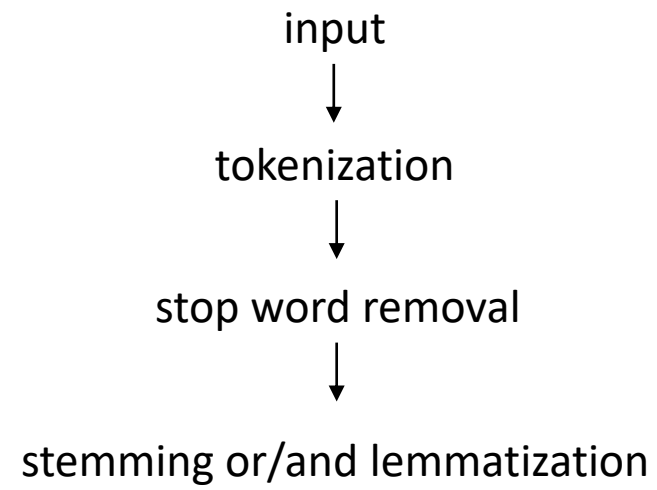 input
tokenization
stop word removal
stemming or/and lemmatization